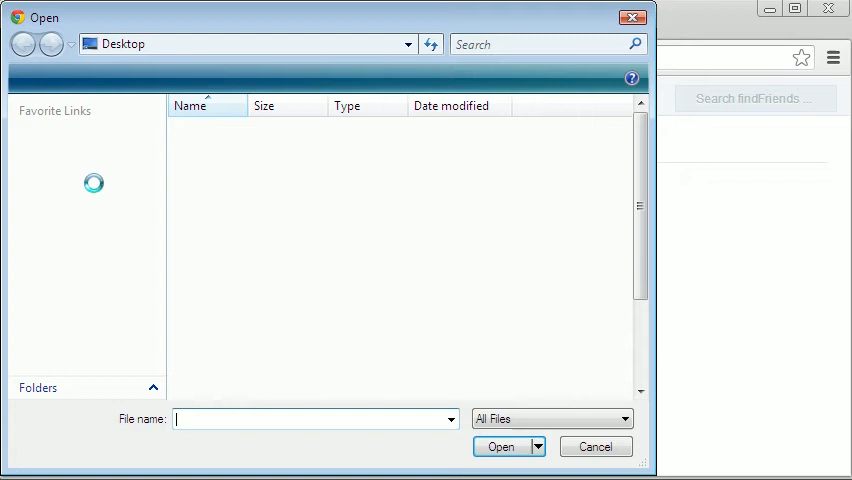 Open
Desktop
Search
Favorite Links
Name
Size
Type
Date modified
Search findFriends ...
Folders
File name:
All Files
Open
Cancel